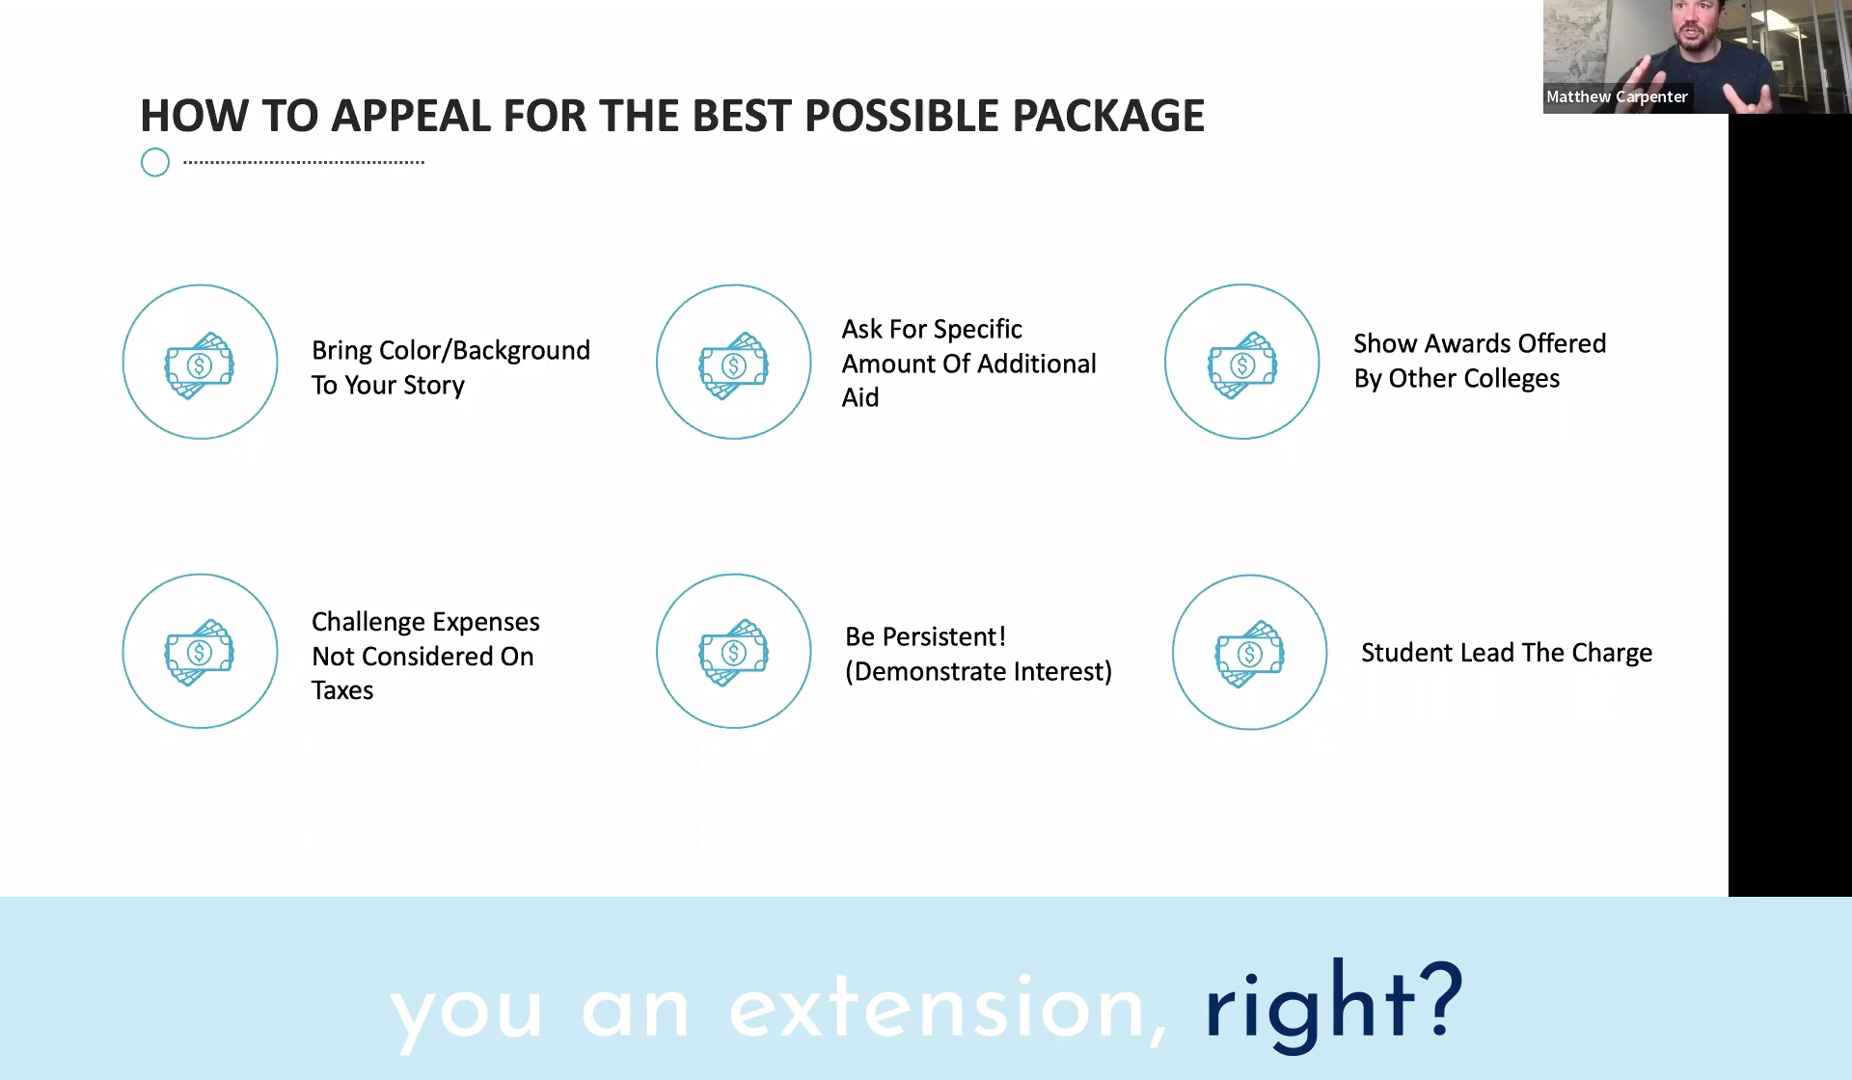 Matthew Carpenter
HOW TO APPEAL FOR THE BEST POSSIBLE PACKAGE
Bring Color/Background
To Your Story
Ask For Specific
Amount Of Additional
Aid
Show Awards Offered
By Other Colleges
Challenge Expenses
Not Considered On
Taxes
Be Persistent!
(Demonstrate Interest)
Student Lead The Charge
you an extension, right?